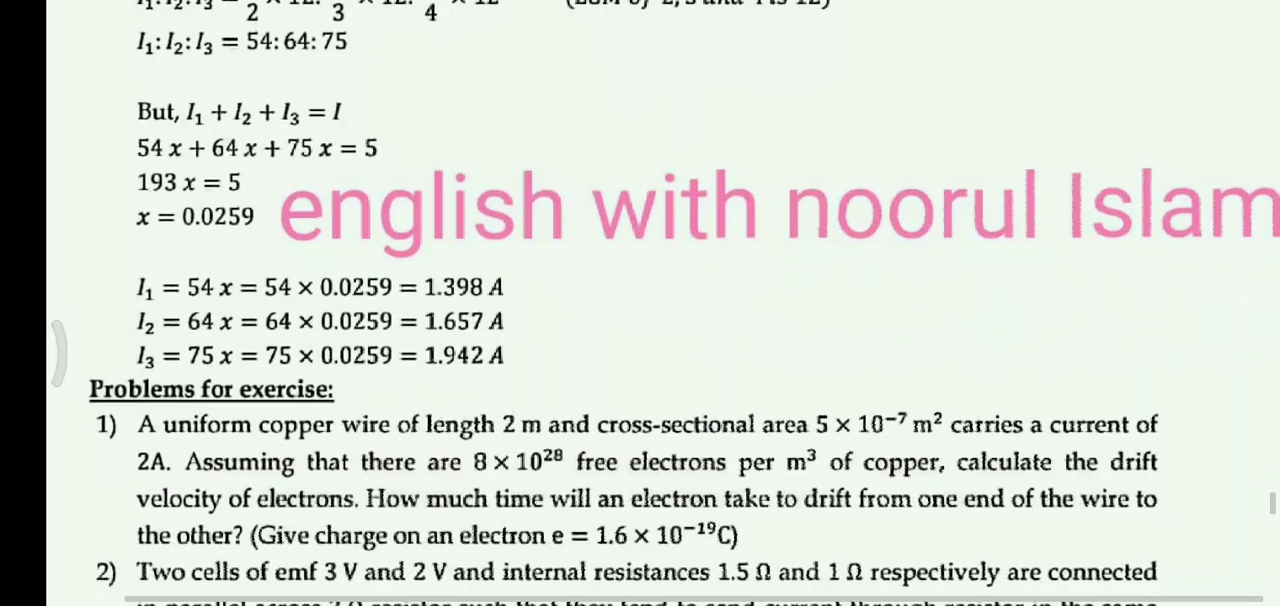 2 3 4
I₁: I₂: I₃ = 54: 64: 75
But, I₁ + I₂ + I₃ = I
54 x + 64 x + 75 x = 5
193 x = 5
x = 0.0259
english with noorul Islam
I₁ = 54 x = 54 × 0.0259 = 1.398 A
I₂ = 64 x = 64 × 0.0259 = 1.657 A
I₃ = 75 x = 75 × 0.0259 = 1.942 A
Problems for exercise:
1) A uniform copper wire of length 2 m and cross-sectional area 5 × 10⁻⁷ m² carries a current of
2A. Assuming that there are 8 × 10²⁸ free electrons per m³ of copper, calculate the drift
velocity of electrons. How much time will an electron take to drift from one end of the wire to
the other? (Give charge on an electron e = 1.6 × 10⁻¹⁹C)
2) Two cells of emf 3 V and 2 V and internal resistances 1.5 Ω and 1 Ω respectively are connected